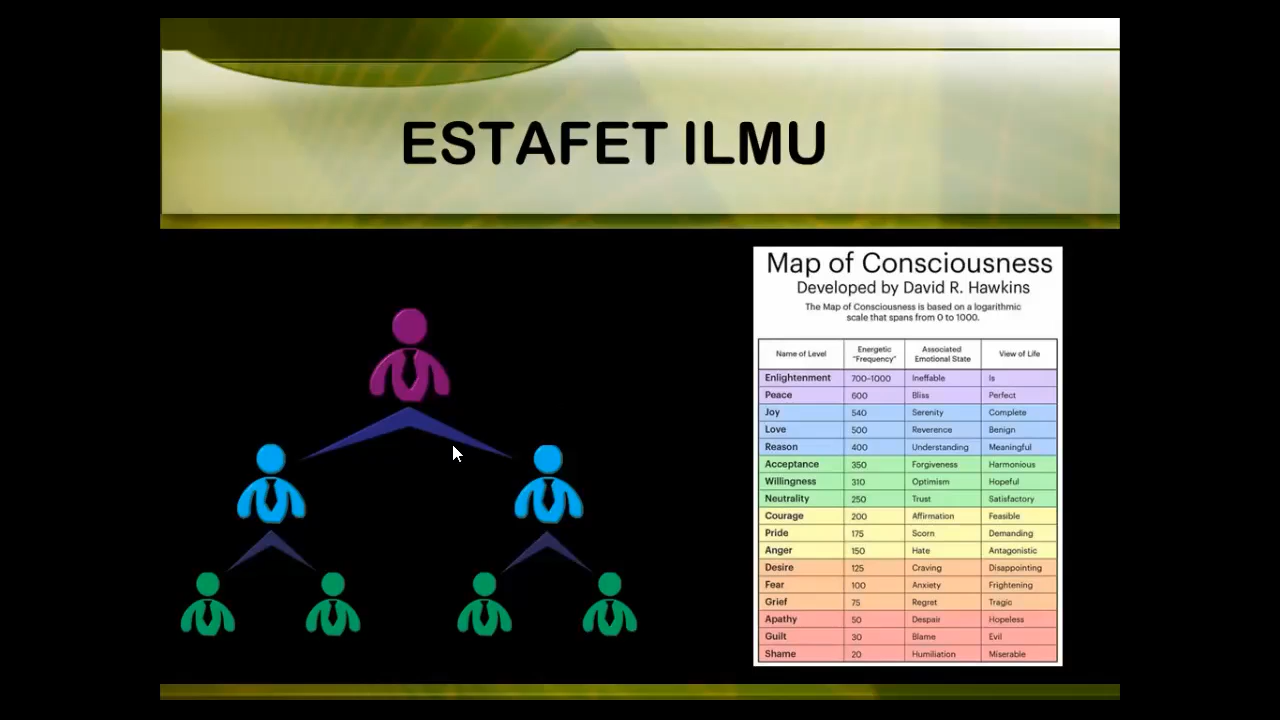 ESTAFET ILMU
Map of Consciousness
Developed by David R. Hawkins
The Map of Consciousness is based on a logarithmic
scale that spans from 0 to 1000.
Name of Level Energetic "Frequency" Associated Emotional State View of Life
Enlightenment 700-1000 Ineffable Is
Peace 600 Bliss Perfect
Joy 540 Serenity Complete
Love 500 Reverence Benign
Reason 400 Understanding Meaningful
Acceptance 350 Forgiveness Harmonious
Willingness 310 Optimism Hopeful
Neutrality 250 Trust Satisfactory
Courage 200 Affirmation Feasible
Pride 175 Scorn Demanding
Anger 150 Hate Antagonistic
Desire 125 Craving Disappointing
Fear 100 Anxiety Frightening
Grief 75 Regret Tragic
Apathy 50 Despair Hopeless
Guilt 30 Blame Evil
Shame 20 Humiliation Miserable